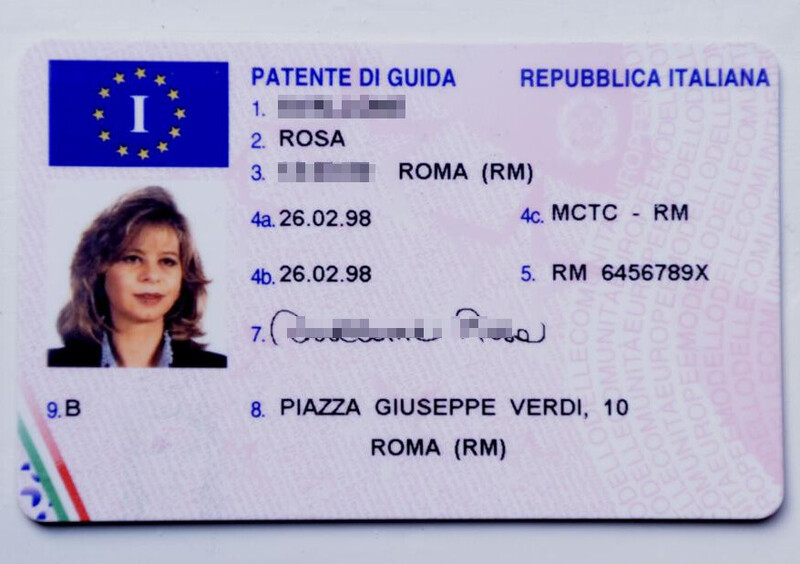 I
PATENTE DI GUIDA REPUBBLICA ITALIANA
1.
2. ROSA
3. ROMA (RM)
4a. 26.02.98 4c. MCTC - RM
4b. 26.02.98 5. RM 6456789X
7.
9. B 8. PIAZZA GIUSEPPE VERDI, 10
ROMA (RM)